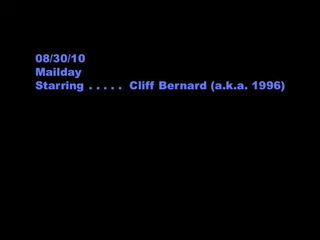 08/30/10
Mailday
Starring . . . . .  Cliff Bernard (a.k.a. 1996)